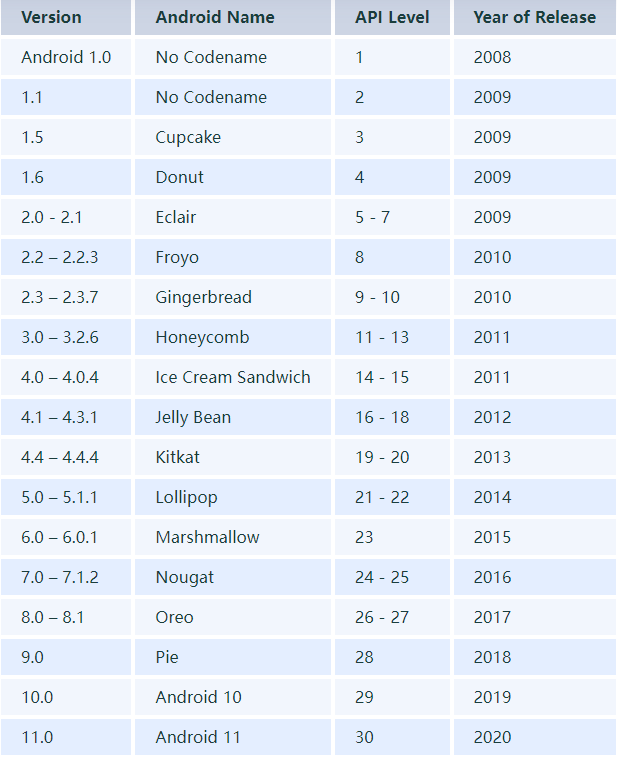 Version Android Name API Level Year of Release
Android 1.0 No Codename 1 2008
1.1 No Codename 2 2009
1.5 Cupcake 3 2009
1.6 Donut 4 2009
2.0 - 2.1 Eclair 5 - 7 2009
2.2 – 2.2.3 Froyo 8 2010
2.3 – 2.3.7 Gingerbread 9 - 10 2010
3.0 – 3.2.6 Honeycomb 11 - 13 2011
4.0 – 4.0.4 Ice Cream Sandwich 14 - 15 2011
4.1 – 4.3.1 Jelly Bean 16 - 18 2012
4.4 – 4.4.4 Kitkat 19 - 20 2013
5.0 – 5.1.1 Lollipop 21 - 22 2014
6.0 – 6.0.1 Marshmallow 23 2015
7.0 – 7.1.2 Nougat 24 - 25 2016
8.0 – 8.1 Oreo 26 - 27 2017
9.0 Pie 28 2018
10.0 Android 10 29 2019
11.0 Android 11 30 2020